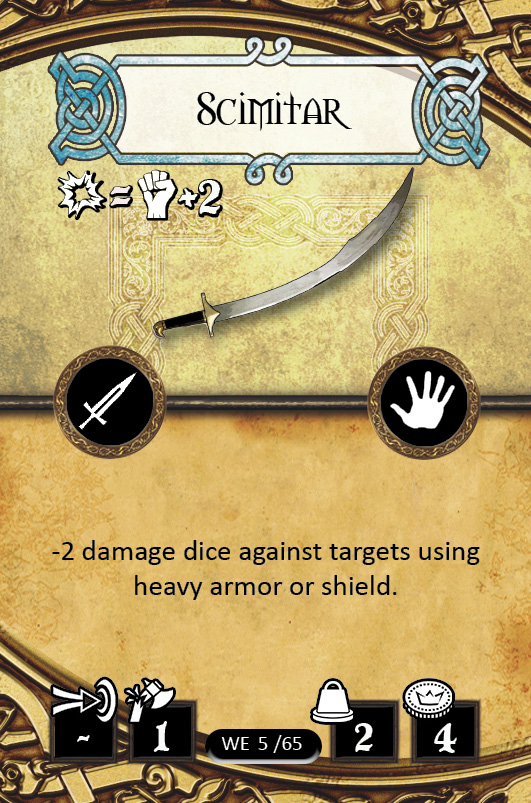 Scimitar
= +2
-2 damage dice against targets using
heavy armor or shield.
- 1 WE 5 /65 2 4